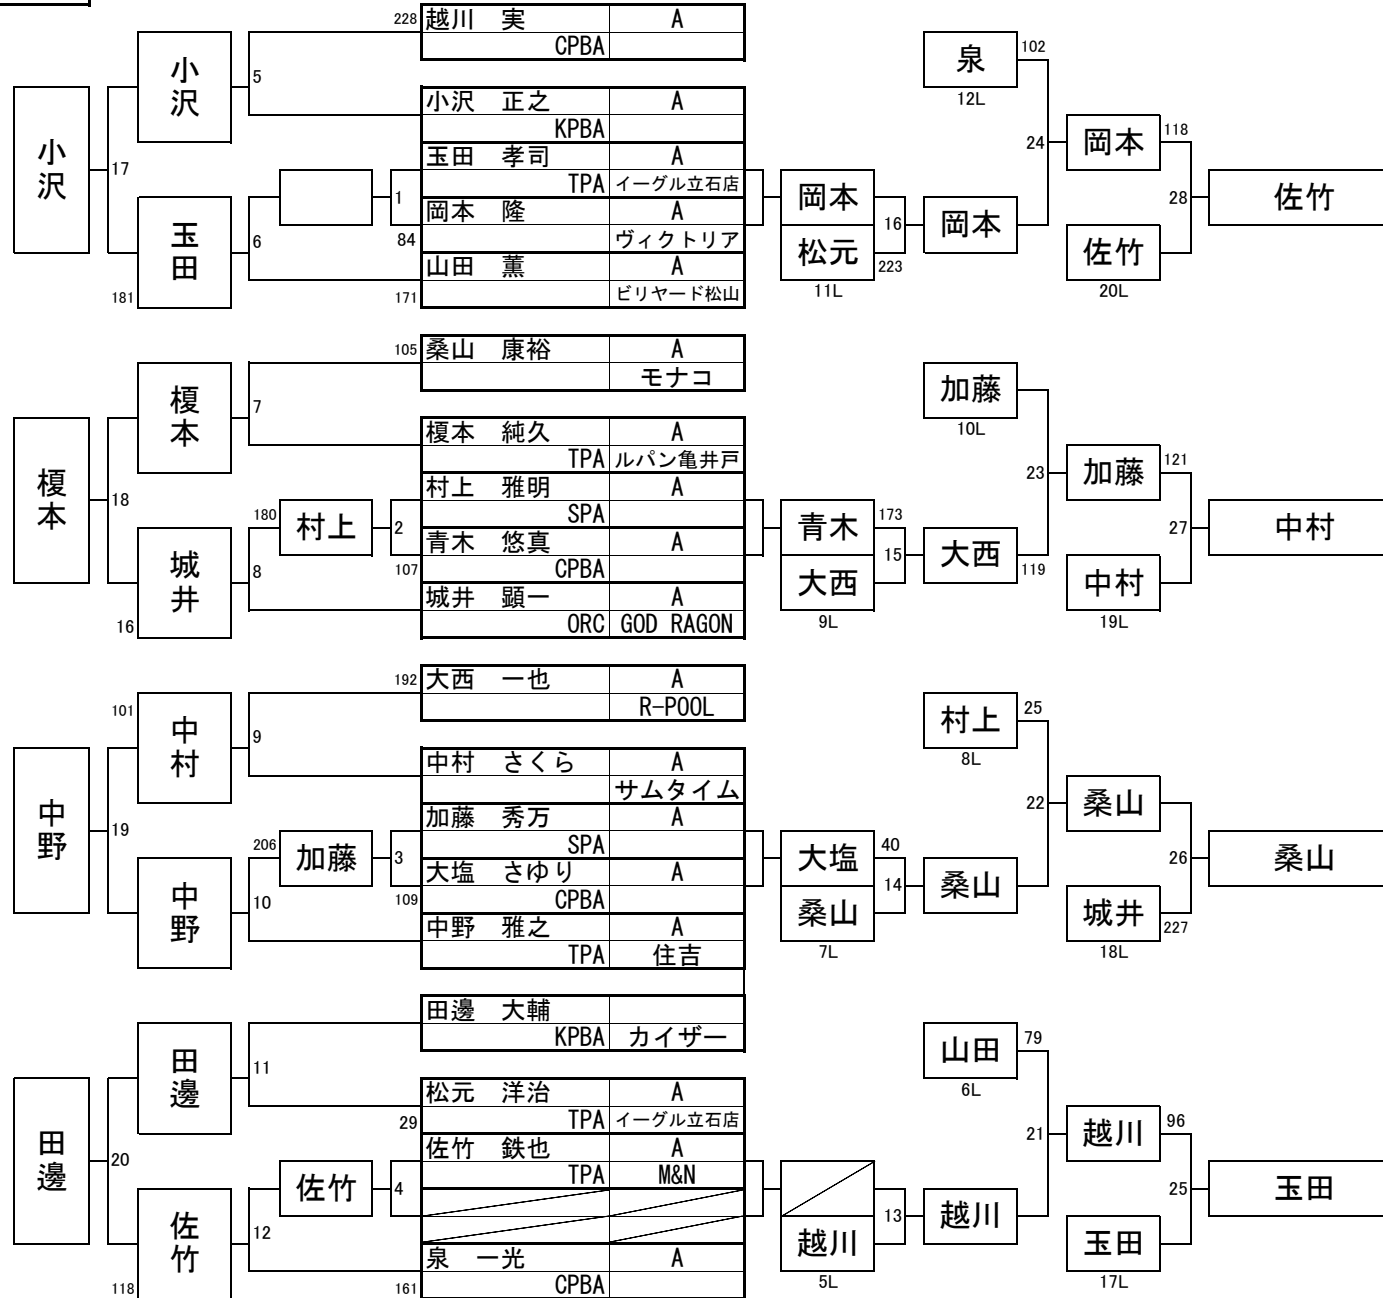 228 越川 実 A
CPBA
小沢
5
小沢 正之 A
KPBA
小沢
17
玉田 孝司 A
TPA イーグル立石店
1
岡本 隆 A
84 ヴィクトリア
玉田
6
181
山田 薫 A
171 ビリヤード松山
泉 102
12L
24
岡本 118
岡本
16
岡本
松元 223
11L
28
佐竹
佐竹
20L
105 桑山 康裕 A
モナコ
榎本
7
榎本 純久 A
TPA ルパン亀井戸
榎本
18
村上 雅明 A
SPA
180 村上
2
青木 悠真 A
107 CPBA
城井
8
16
城井 顕一 A
ORC GOD RAGON
加藤
10L
23
加藤 121
青木 173
15
大西 119
大西
9L
27
中村
中村
19L
192 大西 一也 A
R-POOL
101 中村
9
中村 さくら A
サムタイム
中野
19
加藤 秀万 A
SPA
206 加藤
3
大塩 さゆり A
109 CPBA
中野
10
中野 雅之 A
TPA 住吉
村上 25
8L
22
桑山
大塩 40
14
桑山
桑山
7L
26
桑山
城井 227
18L
田邊 大輔
KPBA カイザー
田邊
11
松元 洋治 A
29 TPA イーグル立石店
田邊
20
佐竹 鉄也 A
TPA M&N
佐竹
4
佐竹
12
118
泉 一光 A
161 CPBA
山田 79
6L
21
越川 96
13
越川
越川
5L
25
玉田
玉田
17L